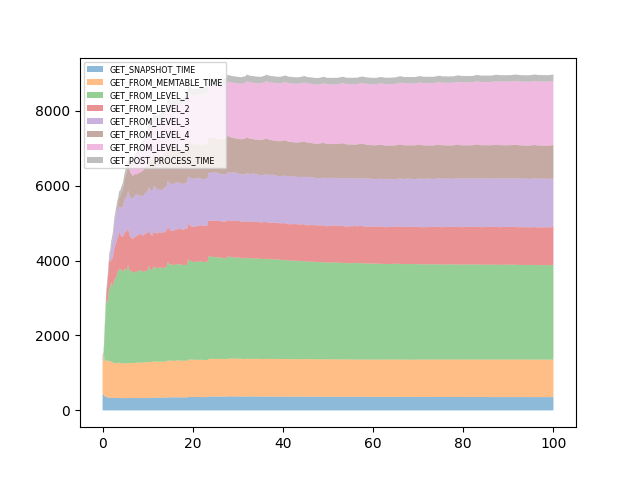 GET_SNAPSHOT_TIME
GET_FROM_MEMTABLE_TIME
GET_FROM_LEVEL_1
GET_FROM_LEVEL_2
GET_FROM_LEVEL_3
GET_FROM_LEVEL_4
GET_FROM_LEVEL_5
GET_POST_PROCESS_TIME
8000
6000
4000
2000
0
0 20 40 60 80 100